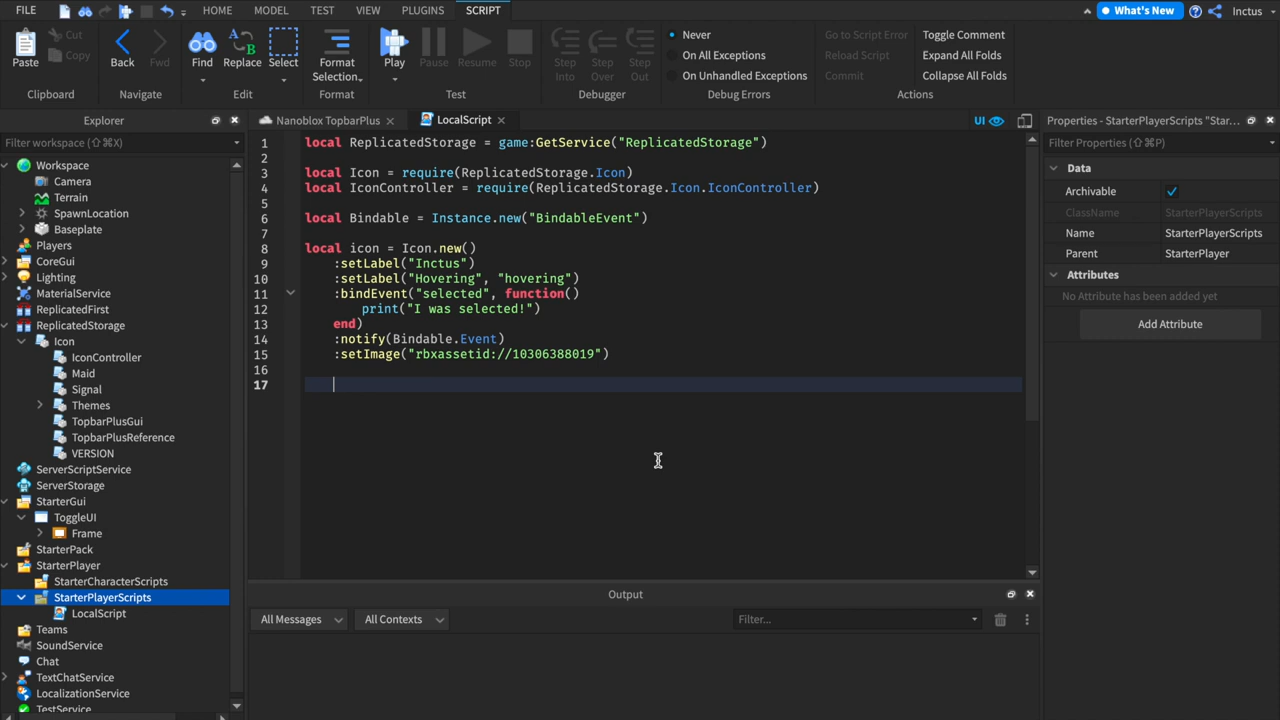 FILE HOME MODEL TEST VIEW PLUGINS SCRIPT What's New Inctus
Paste Cut Copy Back Fwd Find Replace Select Format Selection Play Pause Resume Stop Step Into Step Over Step Out
Never
On All Exceptions
On Unhandled Exceptions
Go to Script Error
Reload Script
Commit
Toggle Comment
Expand All Folds
Collapse All Folds
Clipboard Navigate Edit Format Test Debugger Debug Errors Actions
Explorer
Filter workspace (⇧⌘X)
Workspace
Camera
Terrain
SpawnLocation
Baseplate
Players
CoreGui
Lighting
MaterialService
ReplicatedFirst
ReplicatedStorage
Icon
IconController
Maid
Signal
Themes
TopbarPlusGui
TopbarPlusReference
VERSION
ServerScriptService
ServerStorage
StarterGui
ToggleUI
Frame
StarterPack
StarterPlayer
StarterCharacterScripts
StarterPlayerScripts
LocalScript
Teams
SoundService
Chat
TextChatService
LocalizationService
TestService
Nanoblox TopbarPlus LocalScript UI
1 local ReplicatedStorage = game:GetService("ReplicatedStorage")
2
3 local Icon = require(ReplicatedStorage.Icon)
4 local IconController = require(ReplicatedStorage.Icon.IconController)
5
6 local Bindable = Instance.new("BindableEvent")
7
8 local icon = Icon.new()
9 :setLabel("Inctus")
10 :setLabel("Hovering", "hovering")
11 :bindEvent("selected", function()
12 print("I was selected!")
13 end)
14 :notify(Bindable.Event)
15 :setImage("rbxassetid://10306388019")
16
17
Output
All Messages All Contexts Filter...
Properties - StarterPlayerScripts "Star...
Filter Properties (⇧⌘P)
Data
Archivable
ClassName StarterPlayerScripts
Name StarterPlayerScripts
Parent StarterPlayer
Attributes
No Attribute has been added yet
Add Attribute